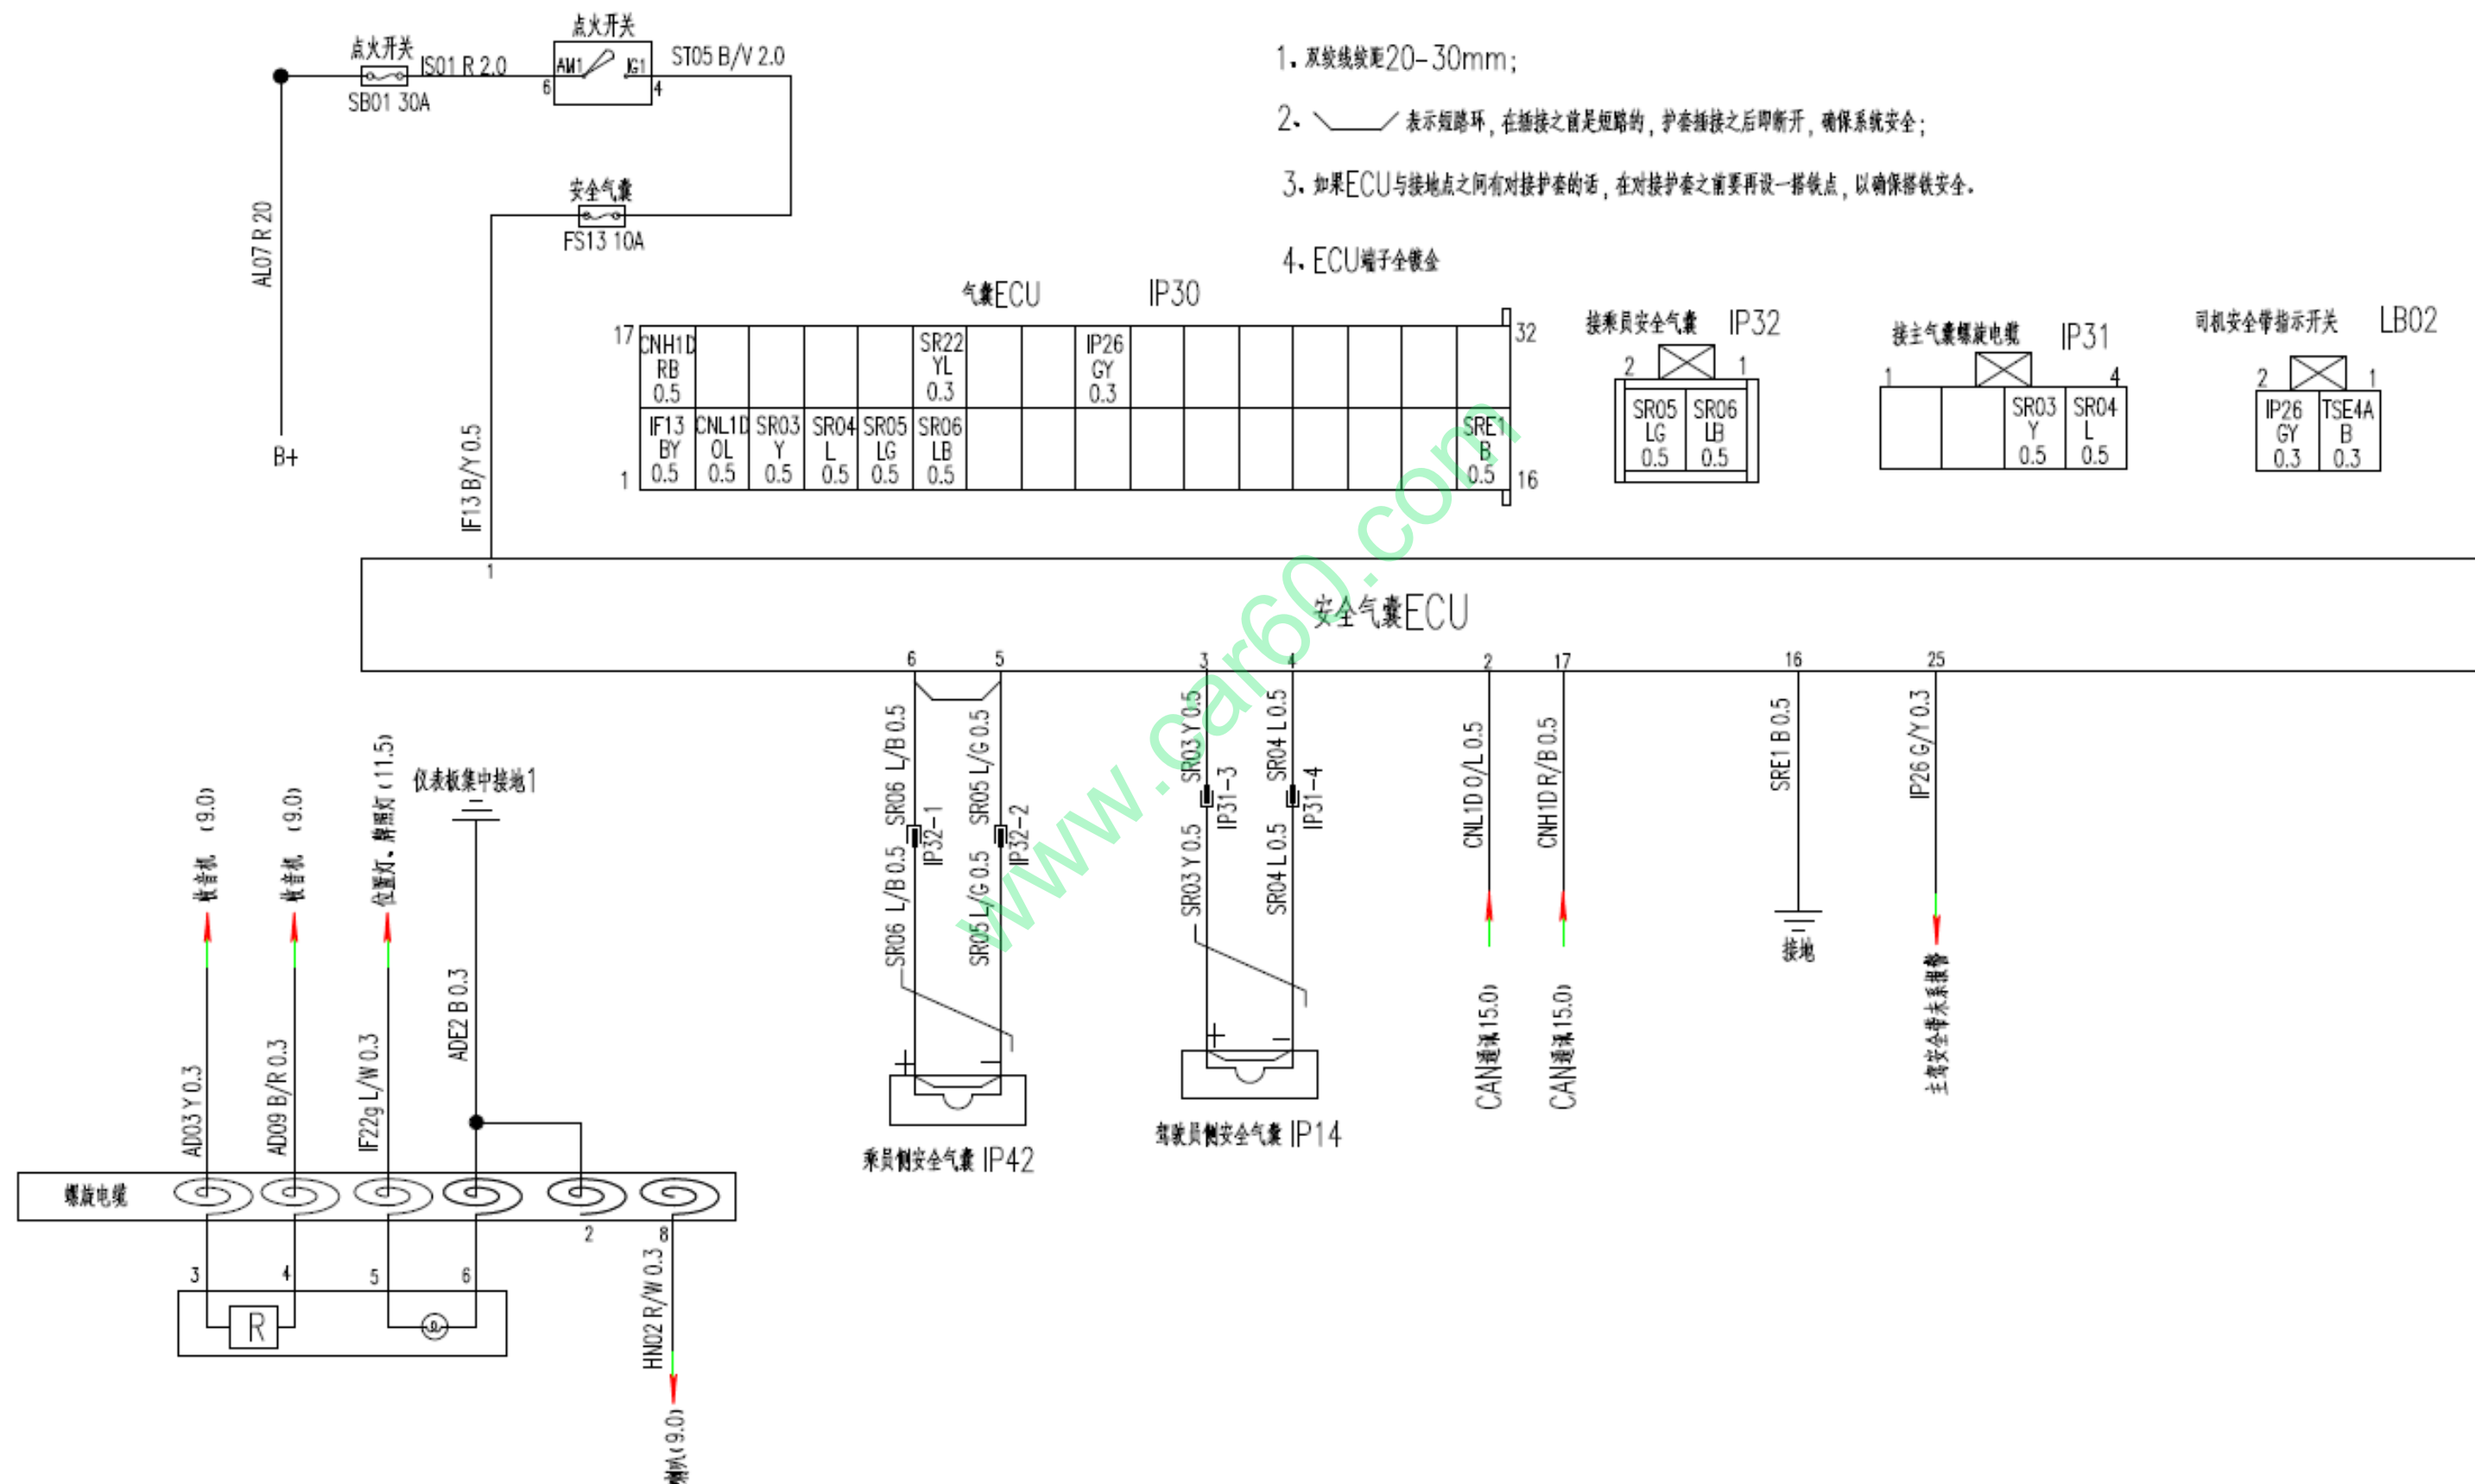 点火开关
IS01 R 2.0
SB01 30A
点火开关
AM1
IG1
6
4
ST05 B/V 2.0
AL07 R 20
B+
安全气囊
FS13 10A
IF13 B/Y 0.5
1、双绞线绞距20-30mm;
2、表示短路环,在插接之前是短路的,护套插接之后即断开,确保系统安全;
3、如果ECU与接地点之间有对接护套的话,在对接护套之前要再设一搭铁点,以确保搭铁安全。
4、ECU端子全镀金
气囊ECU IP30
17
32
CNH1D RB 0.5
SR22 YL 0.3
IP26 GY 0.3
IF13 BY 0.5
CNL1D OL 0.5
SR03 Y 0.5
SR04 L 0.5
SR05 LG 0.5
SR06 LB 0.5
SRE1 B 0.5
1
16
接乘员安全气囊 IP32
2
1
SR05 LG 0.5
SR06 LB 0.5
接主气囊螺旋电缆 IP31
1
4
SR03 Y 0.5
SR04 L 0.5
司机安全带指示开关 LB02
2
1
IP26 GY 0.3
TSE4A B 0.3
1
安全气囊ECU
6
5
3
4
2
17
16
25
SR06 L/B 0.5
SR05 L/G 0.5
IP32-1
IP32-2
SR06 L/B 0.5
SR05 L/G 0.5
乘员侧安全气囊 IP42
SR03 Y 0.5
SR04 L 0.5
IP31-3
IP31-4
SR03 Y 0.5
SR04 L 0.5
驾驶员侧安全气囊 IP14
CNL1D O/L 0.5
CAN通讯(15.0)
CNH1D R/B 0.5
CAN通讯(15.0)
SRE1 B 0.5
接地
IP26 G/Y 0.3
主驾安全带未系报警
收音机 (9.0)
收音机 (9.0)
位置灯、牌照灯(11.5)
仪表板集中接地1
AD03 Y 0.3
AD09 B/R 0.3
IF22g L/W 0.3
ADE2 B 0.3
螺旋电缆
2
8
3
4
5
6
R
HN02 R/W 0.3
喇叭(9.0)
www.car60.com